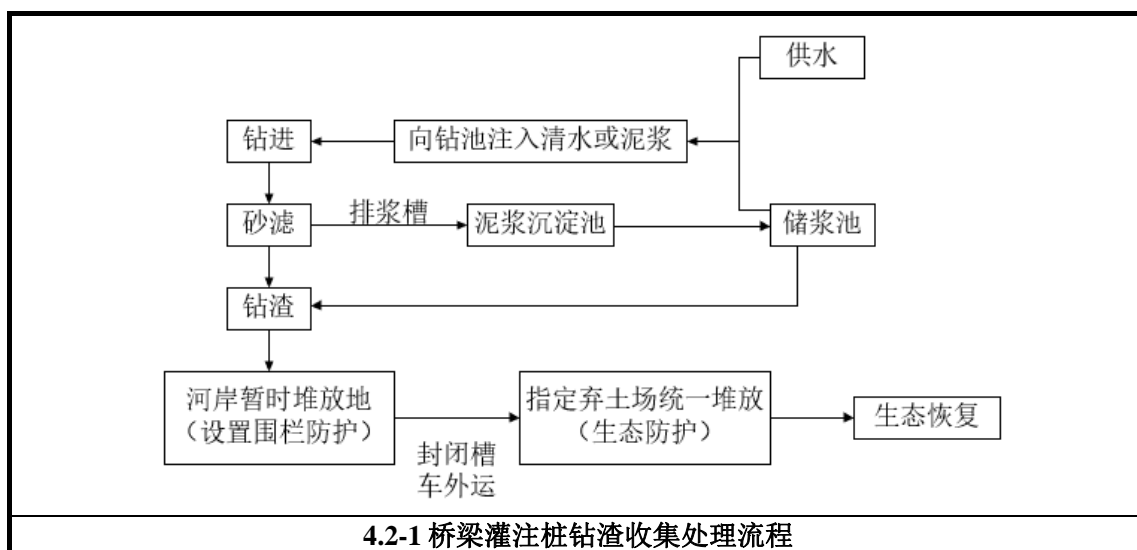 供水
钻进
向钻池注入清水或泥浆
砂滤
排浆槽
泥浆沉淀池
储浆池
钻渣
河岸暂时堆放地
（设置围栏防护）
封闭槽
车外运
指定弃土场统一堆放
（生态防护）
生态恢复
4.2-1 桥梁灌注桩钻渣收集处理流程